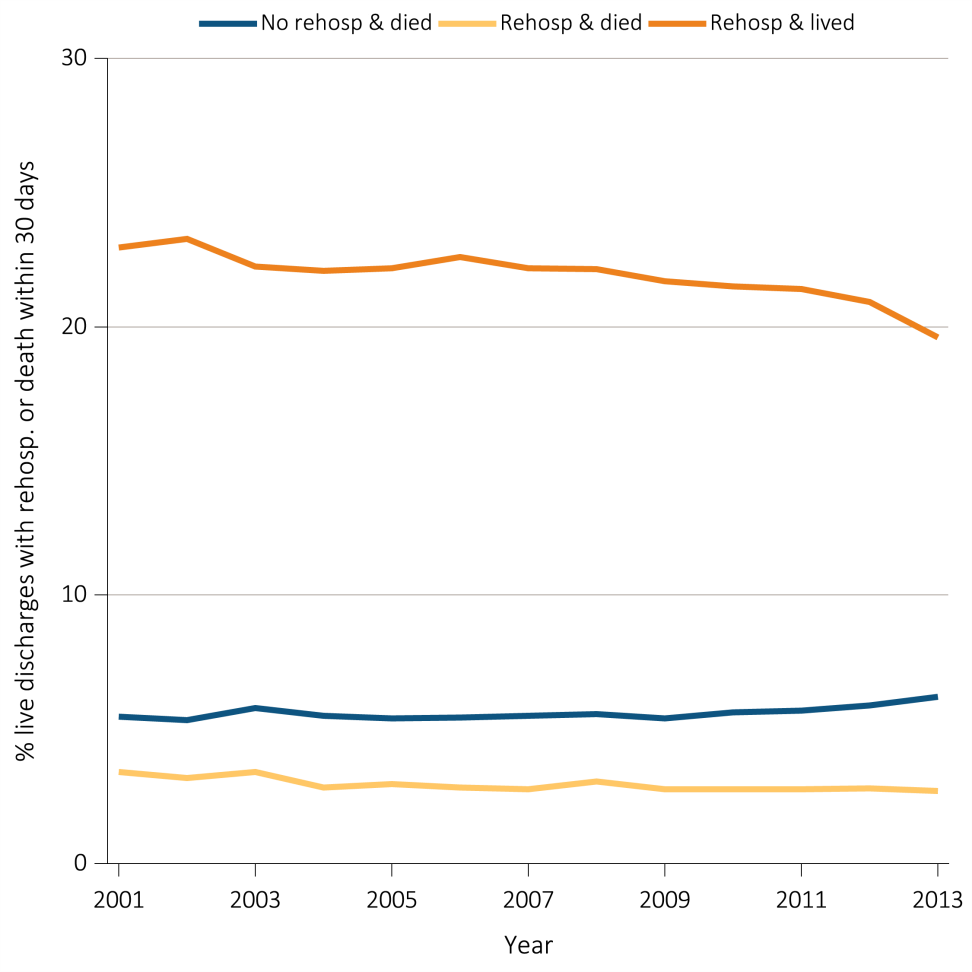 No rehosp & died Rehosp & died Rehosp & lived
% live discharges with rehosp. or death within 30 days
30
20
10
0
2001 2003 2005 2007 2009 2011 2013
Year